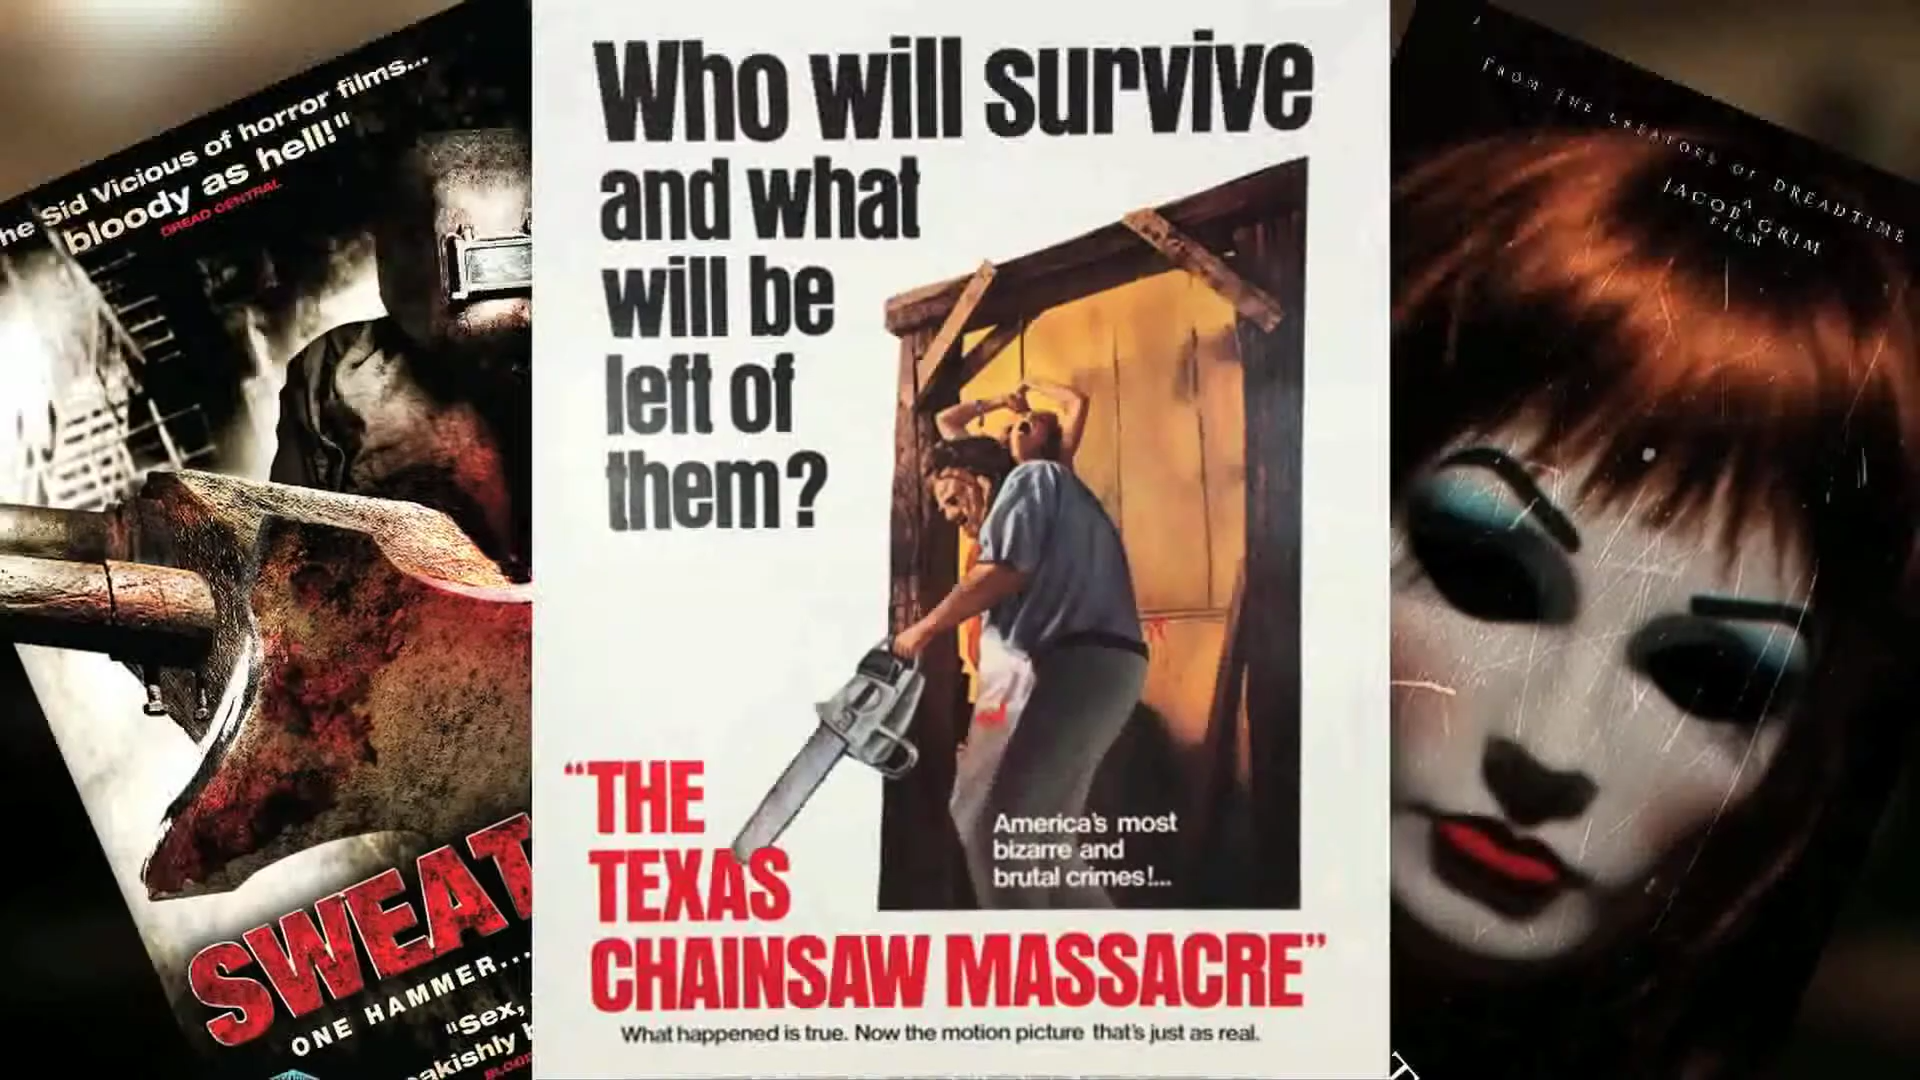 he Sid Vicious of horror films...
bloody as hell!"
DREAD CENTRAL
SWEAT
ONE HAMMER...
"Sex,
eakishly
Who will survive
and what
will be
left of
them?
America's most
bizarre and
brutal crimes!...
“THE
TEXAS
CHAINSAW MASSACRE”
What happened is true. Now the motion picture that's just as real.
FROM THE CREATORS OF DREADTIME
A
JACOB GRIM
FILM